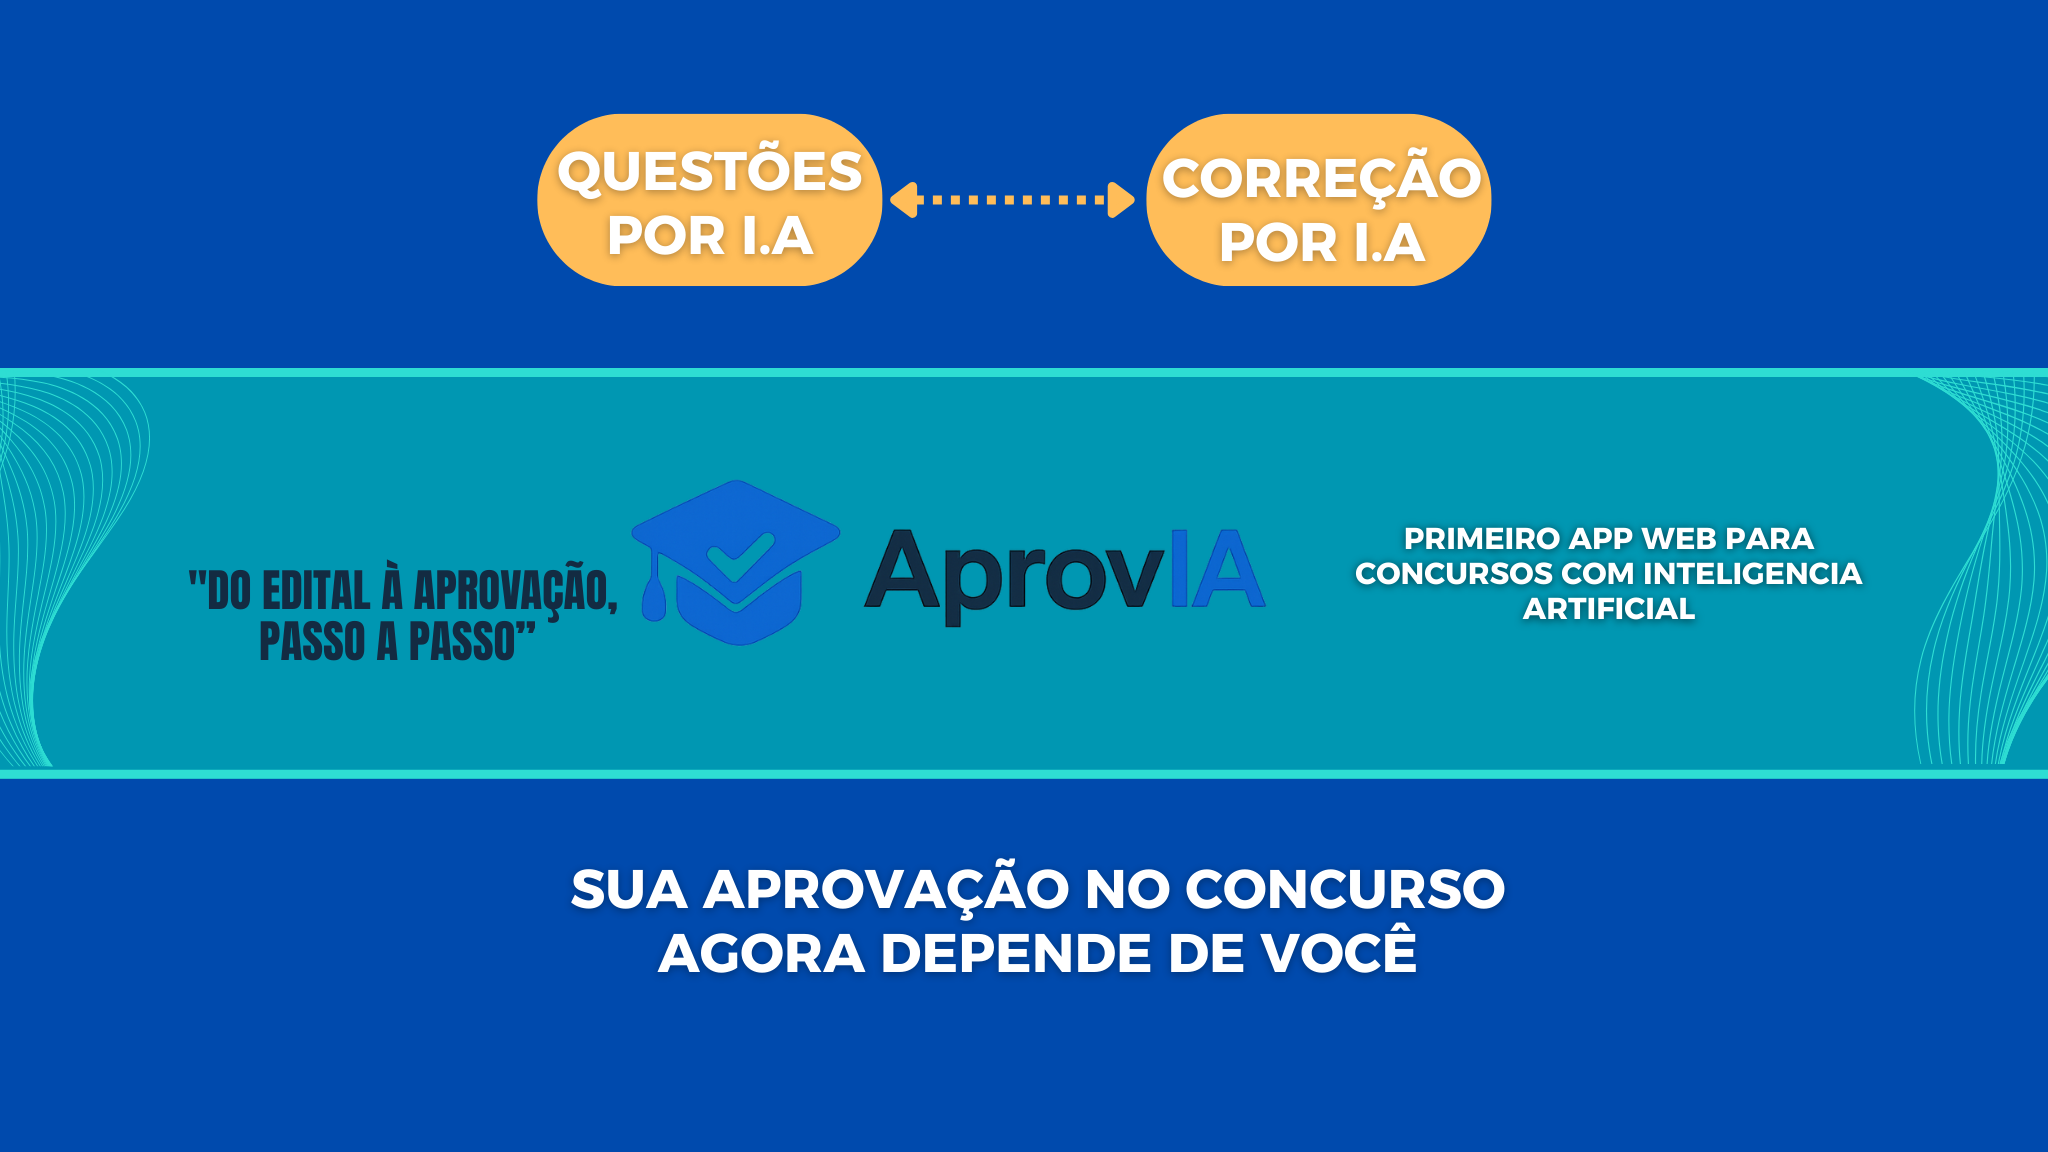 QUESTÕES
POR I.A
CORREÇÃO
POR I.A
"DO EDITAL À APROVAÇÃO,
PASSO A PASSO”
AprovIA
PRIMEIRO APP WEB PARA
CONCURSOS COM INTELIGENCIA
ARTIFICIAL
SUA APROVAÇÃO NO CONCURSO
AGORA DEPENDE DE VOCÊ